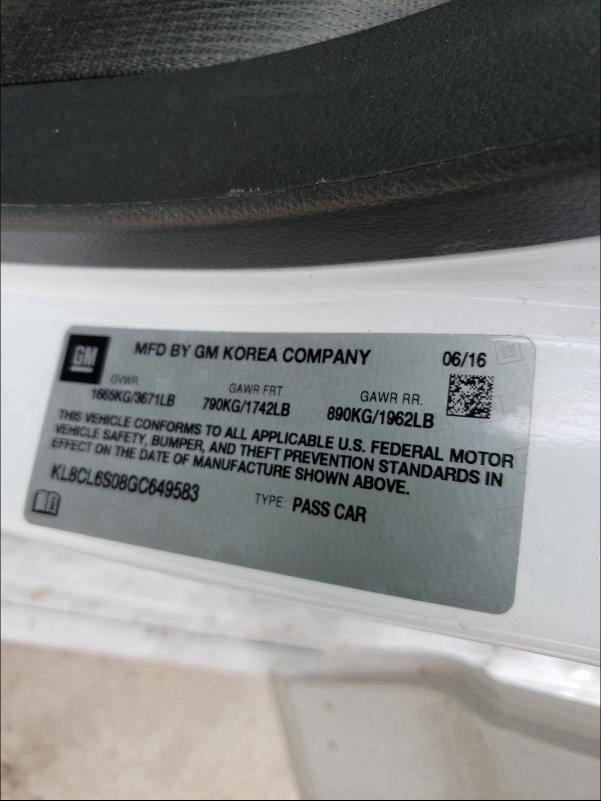 GM MFD BY GM KOREA COMPANY 06/16
GVWR GAWR FRT. GAWR RR.
1665KG/3671LB 790KG/1742LB 890KG/1962LB
THIS VEHICLE CONFORMS TO ALL APPLICABLE U.S. FEDERAL MOTOR
VEHICLE SAFETY, BUMPER, AND THEFT PREVENTION STANDARDS IN
EFFECT ON THE DATE OF MANUFACTURE SHOWN ABOVE.
KL8CL6S08GC649583 TYPE: PASS CAR